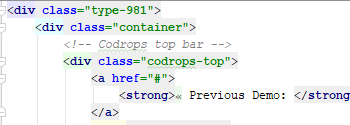 <div class="type-981">
<div class="container">
<!-- Codrops top bar -->
<div class="codrops-top">
<a href="#">
<strong>« Previous Demo: </strong
</a>